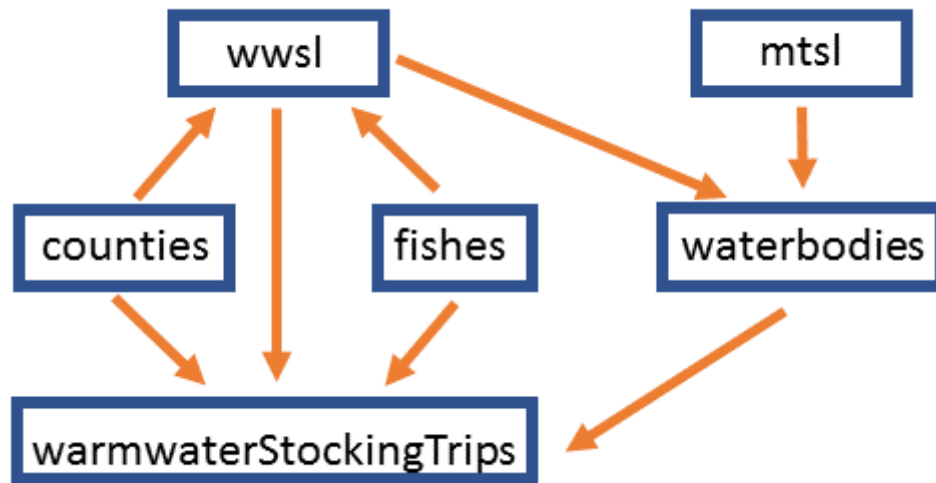 wwsl
mtsl
counties
fishes
waterbodies
warmwaterStockingTrips